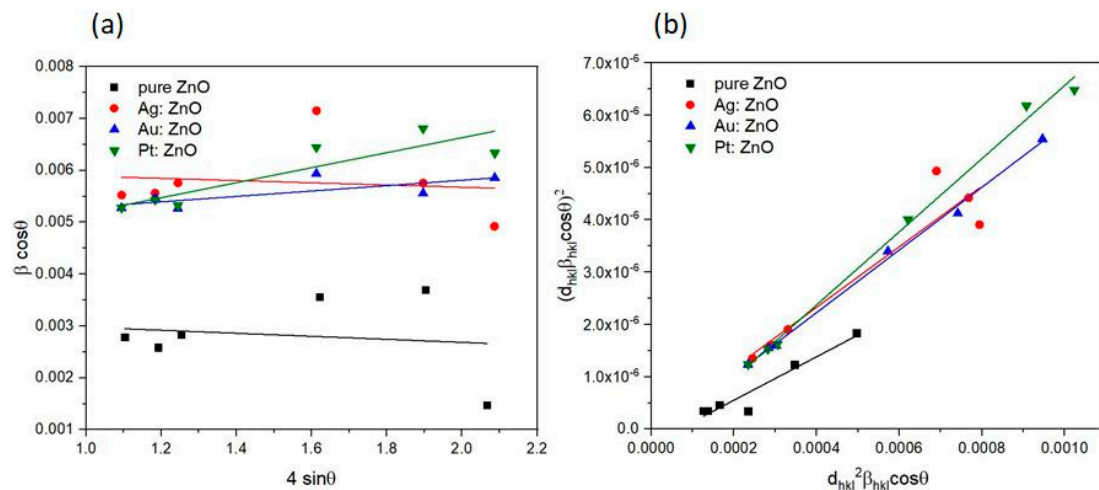 (a)
(b)
0.008
0.007
0.006
0.005
0.004
0.003
0.002
0.001
β cosθ
pure ZnO
Ag: ZnO
Au: ZnO
Pt: ZnO
1.0 1.2 1.4 1.6 1.8 2.0 2.2
4 sinθ
7.0x10⁻⁶
6.0x10⁻⁶
5.0x10⁻⁶
4.0x10⁻⁶
3.0x10⁻⁶
2.0x10⁻⁶
1.0x10⁻⁶
0.0
(dₕₖₗβₕₖₗcosθ)²
pure ZnO
Ag: ZnO
Au: ZnO
Pt: ZnO
0.0000 0.0002 0.0004 0.0006 0.0008 0.0010
dₕₖₗ²βₕₖₗcosθ